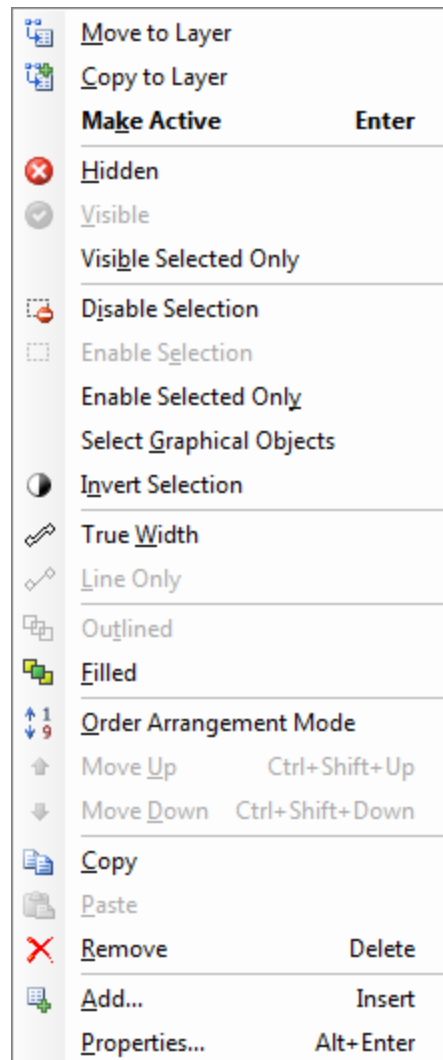 Move to Layer
Copy to Layer
Make Active Enter
Hidden
Visible
Visible Selected Only
Disable Selection
Enable Selection
Enable Selected Only
Select Graphical Objects
Invert Selection
True Width
Line Only
Outlined
Filled
1 9 Order Arrangement Mode
Move Up Ctrl+Shift+Up
Move Down Ctrl+Shift+Down
Copy
Paste
Remove Delete
Add... Insert
Properties... Alt+Enter